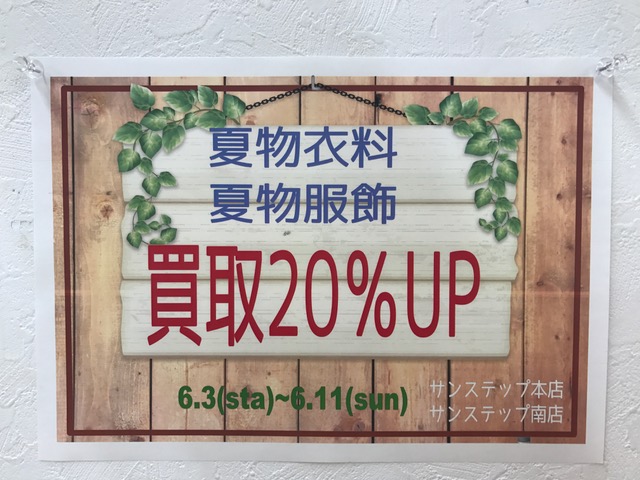 夏物衣料
夏物服飾
買取20%UP
6.3(sta)~6.11(sun)
サンステップ本店
サンステップ南店